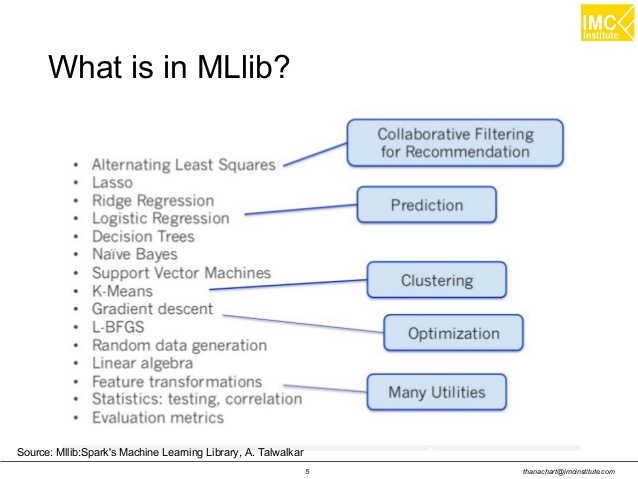 IMC
Institute
What is in MLlib?
Collaborative Filtering
for Recommendation
• Alternating Least Squares
• Lasso
• Ridge Regression
Prediction
• Logistic Regression
• Decision Trees
• Naïve Bayes
• Support Vector Machines
Clustering
• K-Means
• Gradient descent
• L-BFGS
Optimization
• Random data generation
• Linear algebra
• Feature transformations
Many Utilities
• Statistics: testing, correlation
• Evaluation metrics
Source: Mllib:Spark's Machine Learning Library, A. Talwalkar
5
thanachart@imcinstitute.com